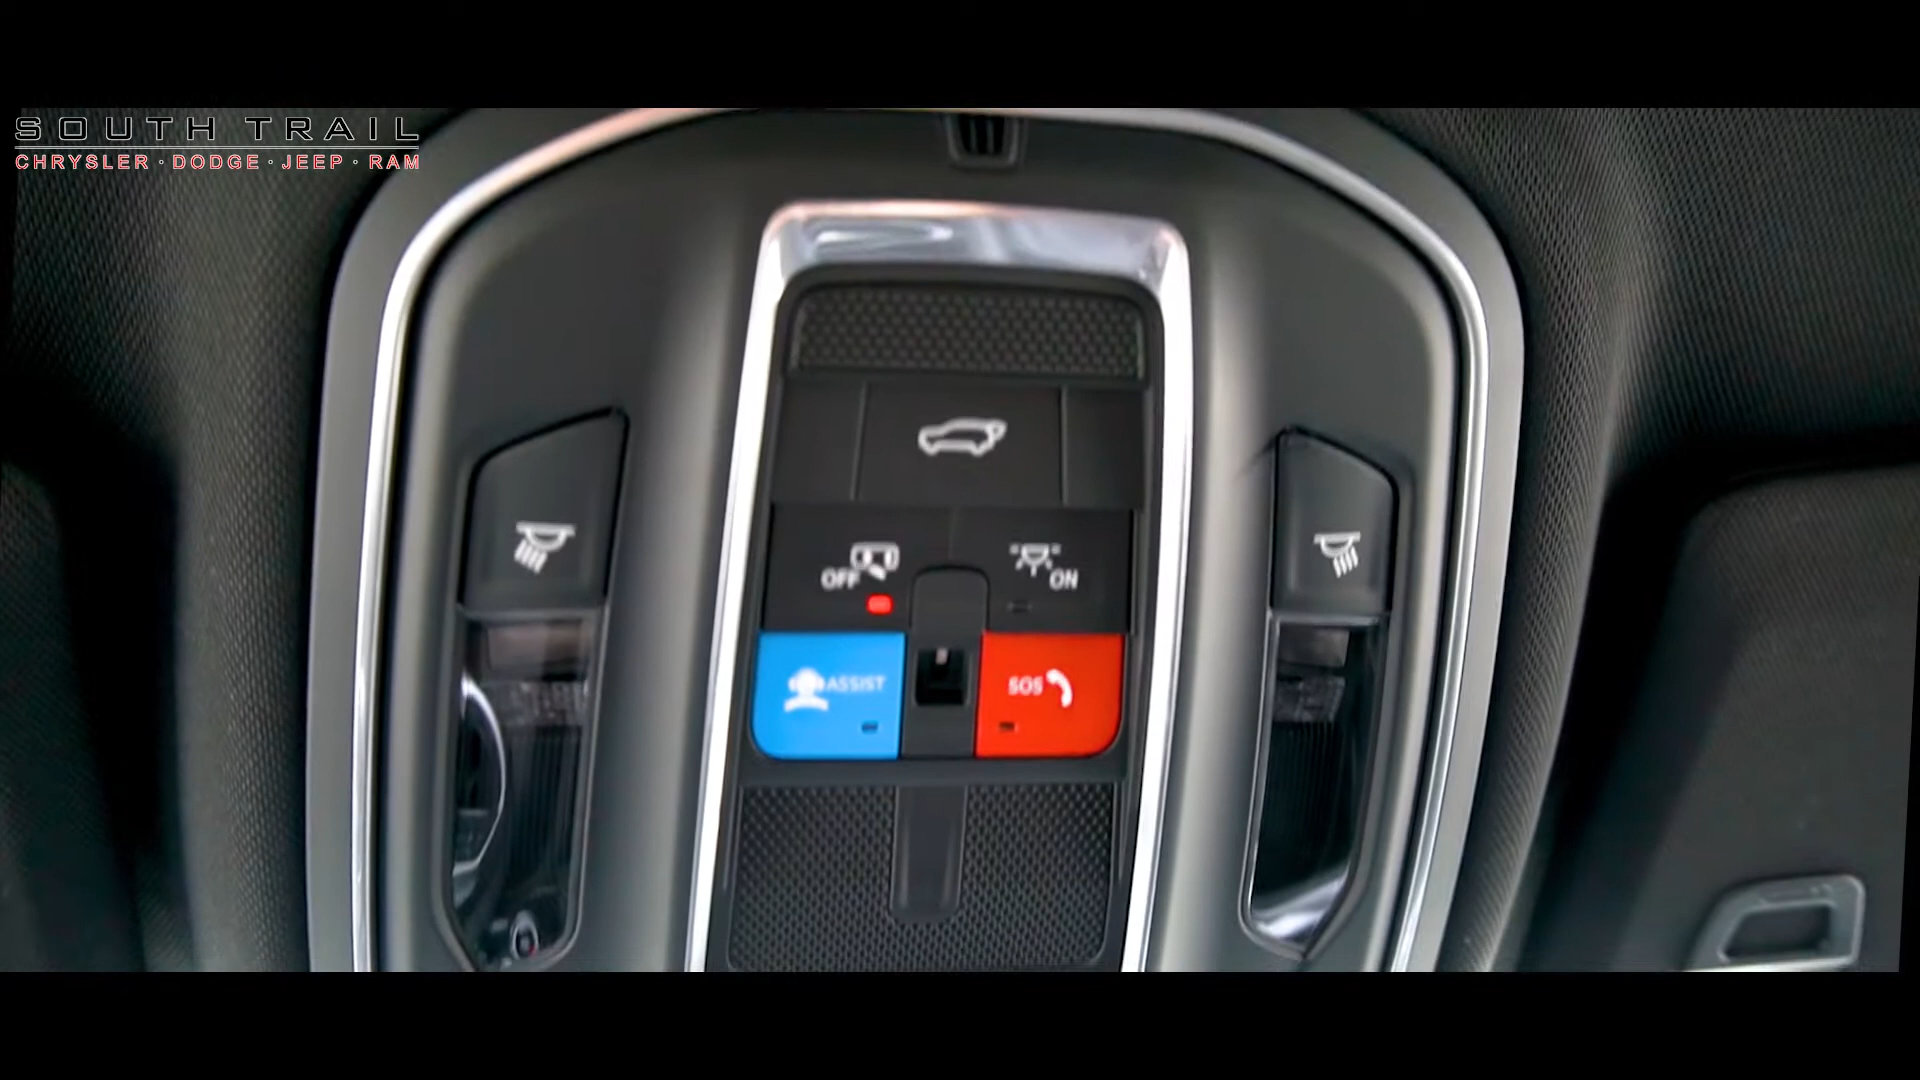 SOUTH TRAIL
CHRYSLER · DODGE · JEEP · RAM
OFF
ON
ASSIST
SOS